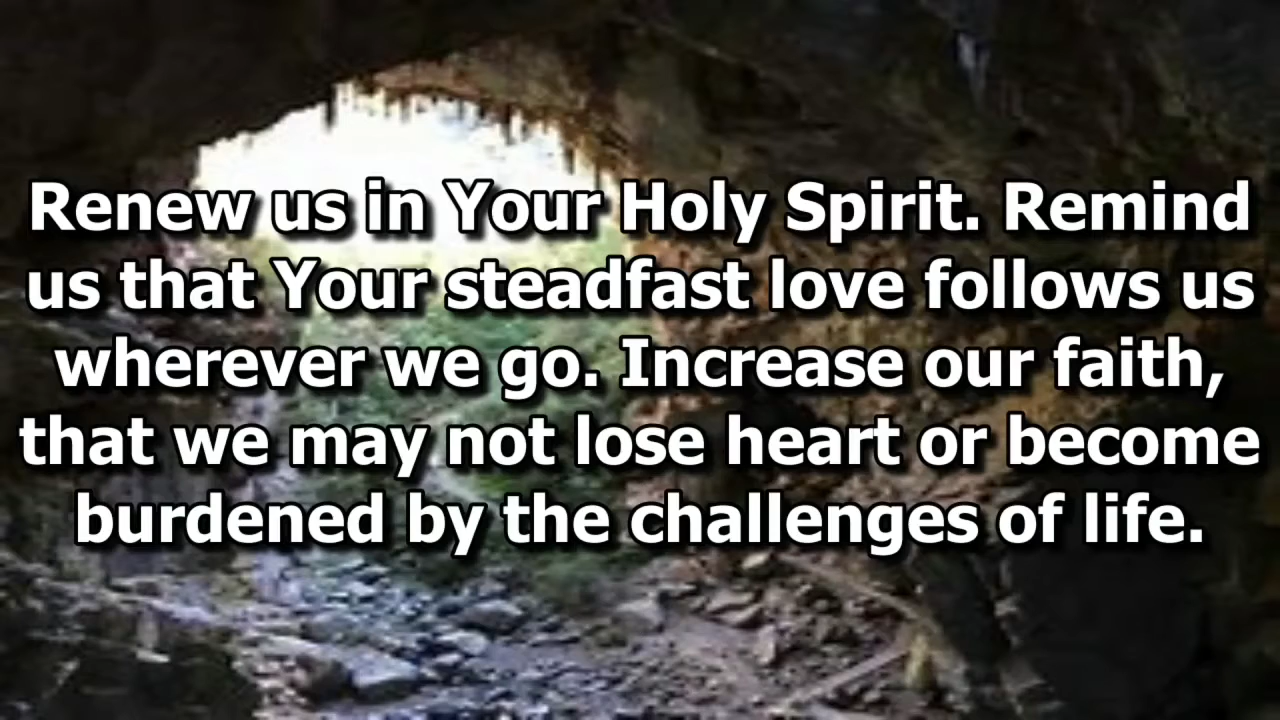 Renew us in Your Holy Spirit. Remind
us that Your steadfast love follows us
wherever we go. Increase our faith,
that we may not lose heart or become
burdened by the challenges of life.